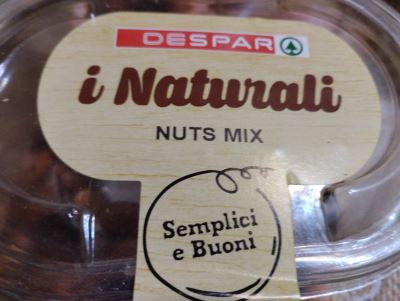 DESPAR
i Naturali
NUTS MIX
Semplici
e Buoni